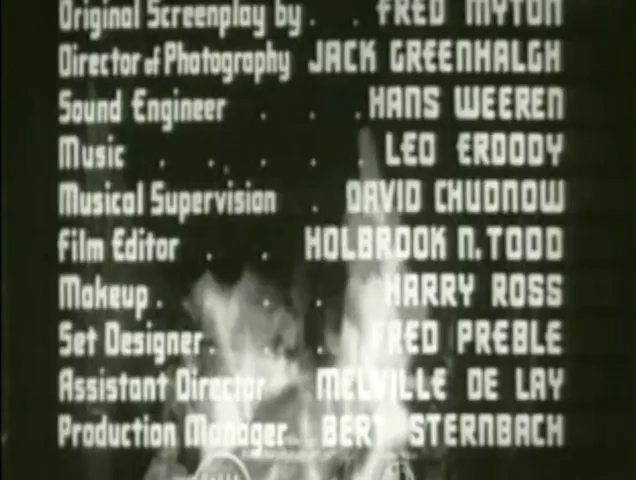 Original Screenplay by . . FRED MYTON
Director of Photography JACK GREENHALGH
Sound Engineer . . . HANS WEEREN
Music . . . . . LEO ERDODY
Musical Supervision . DAVID CHUDNOW
Film Editor . . HOLBROOK N. TODD
Makeup . . . HARRY ROSS
Set Designer . . . FRED PREBLE
Assistant Director MELVILLE DE LAY
Production Manager BERT STERNBACH